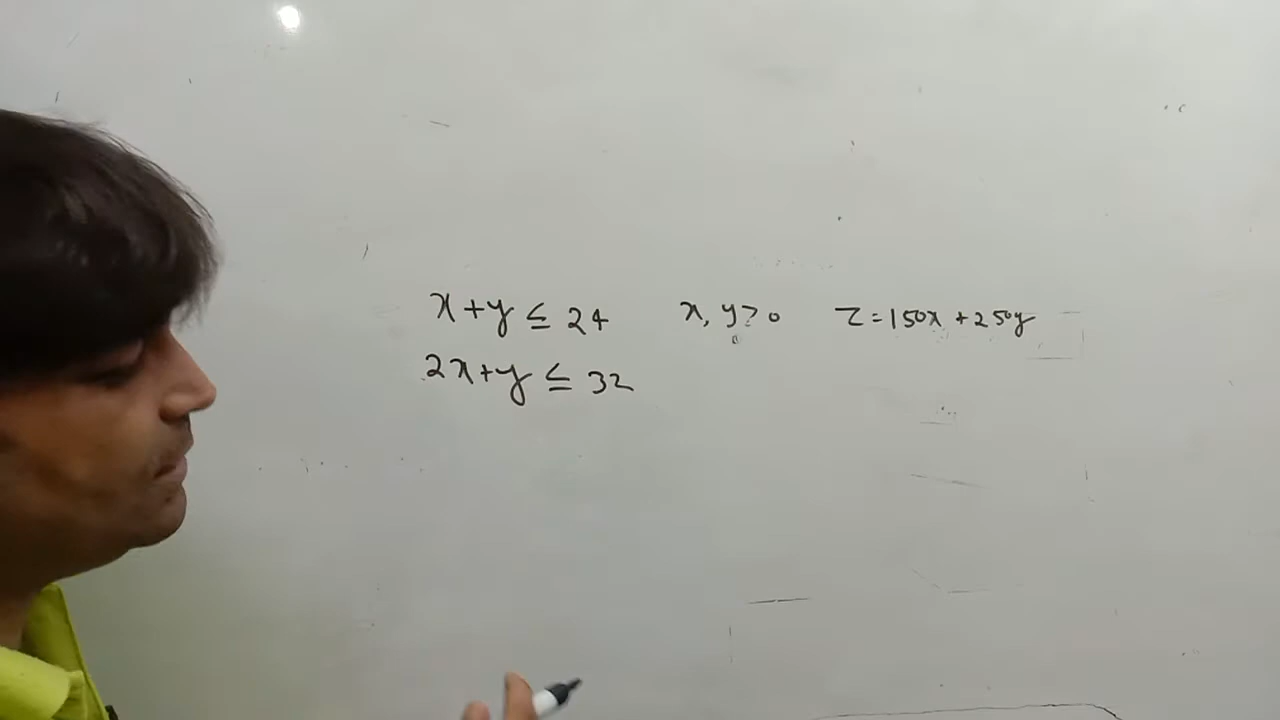 x+y ≤ 24 x, y > 0 Z = 150x + 250y
2x+y ≤ 32